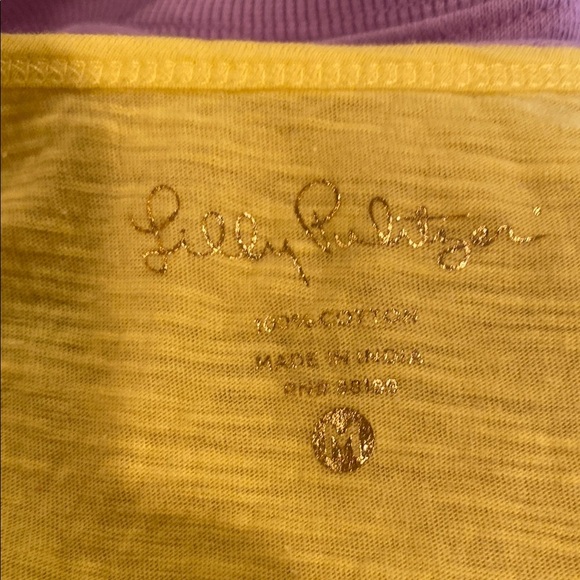 Lilly Pulitzer
100% COTTON
MADE IN INDIA
M